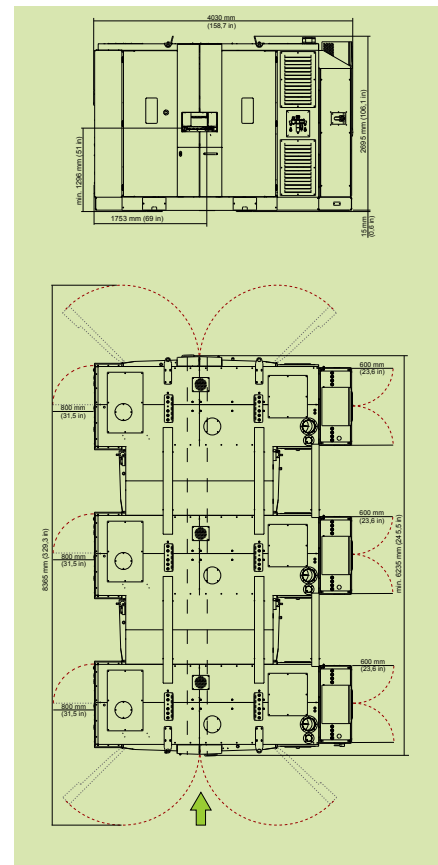 4030 mm
(158,7 in)
min. 1296 mm (51 in)
2695 mm (106,1 in)
1753 mm (69 in)
15 mm
(0,6 in)
600 mm
(23,6 in)
800 mm
(31,5 in)
600 mm
(23,6 in)
8365 mm (329,3 in)
min. 6235 mm (245,5 in)
800 mm
(31,5 in)
600 mm
(23,6 in)
800 mm
(31,5 in)